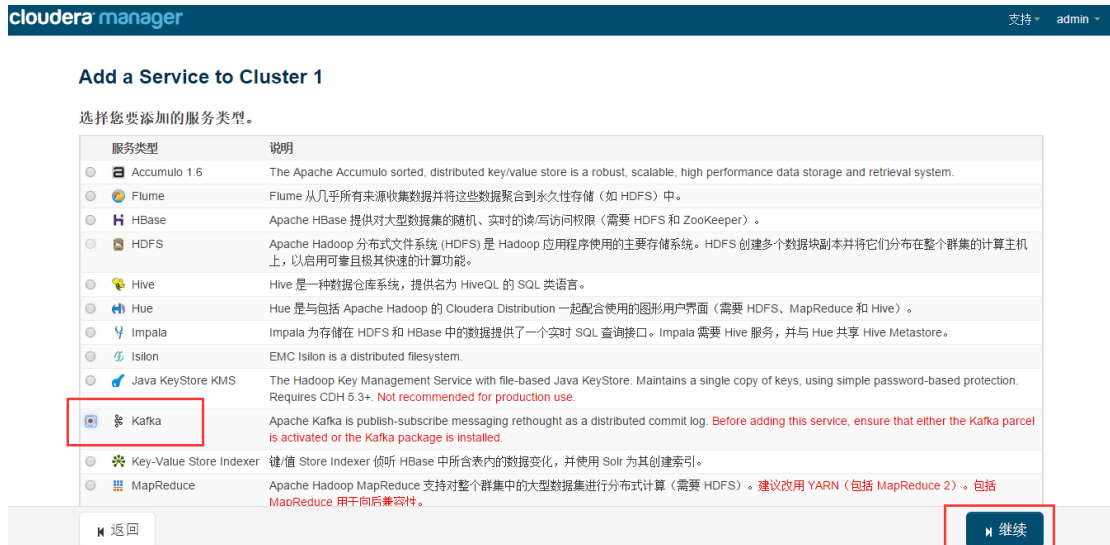 cloudera manager
支持 admin
Add a Service to Cluster 1
选择您要添加的服务类型。
服务类型 说明
Accumulo 1.6 The Apache Accumulo sorted, distributed key/value store is a robust, scalable, high performance data storage and retrieval system.
Flume Flume 从几乎所有来源收集数据并将这些数据聚合到永久性存储（如 HDFS）中。
HBase Apache HBase 提供对大型数据集的随机、实时的读/写访问权限（需要 HDFS 和 ZooKeeper）。
HDFS Apache Hadoop 分布式文件系统 (HDFS) 是 Hadoop 应用程序使用的主要存储系统。HDFS 创建多个数据块副本并将它们分布在整个群集的计算主机
上，以启用可靠且极其快速的计算功能。
Hive Hive 是一种数据仓库系统，提供名为 HiveQL 的 SQL 类语言。
Hue Hue 是与包括 Apache Hadoop 的 Cloudera Distribution 一起配合使用的图形用户界面（需要 HDFS、MapReduce 和 Hive）。
Impala Impala 为存储在 HDFS 和 HBase 中的数据提供了一个实时 SQL 查询接口。Impala 需要 Hive 服务，并与 Hue 共享 Hive Metastore。
Isilon EMC Isilon is a distributed filesystem.
Java KeyStore KMS The Hadoop Key Management Service with file-based Java KeyStore. Maintains a single copy of keys, using simple password-based protection.
Requires CDH 5.3+. Not recommended for production use.
Kafka Apache Kafka is publish-subscribe messaging rethought as a distributed commit log. Before adding this service, ensure that either the Kafka parcel
is activated or the Kafka package is installed.
Key-Value Store Indexer 键/值 Store Indexer 侦听 HBase 中所含表内的数据变化，并使用 Solr 为其创建索引。
MapReduce Apache Hadoop MapReduce 支持对整个群集中的大型数据集进行分布式计算（需要 HDFS）。建议改用 YARN（包括 MapReduce 2）。包括
MapReduce 用于向后兼容性。
返回 继续